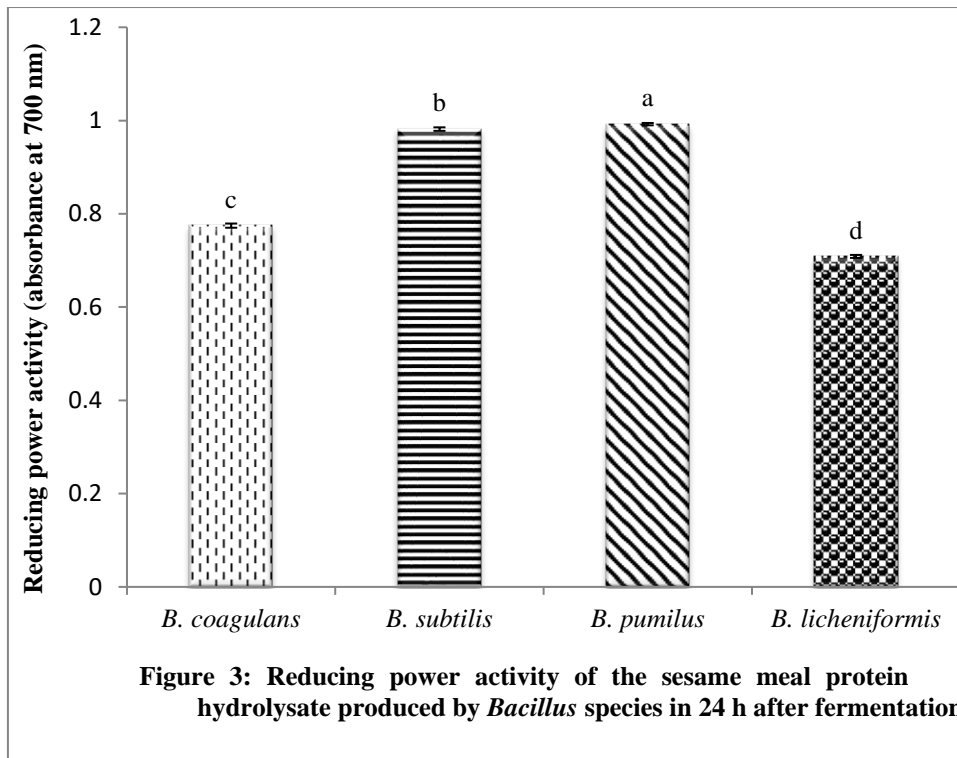 Reducing power activity (absorbance at 700 nm)
1.2
1
0.8
0.6
0.4
0.2
0
c
b
a
d
B. coagulans
B. subtilis
B. pumilus
B. licheniformis
Figure 3: Reducing power activity of the sesame meal protein
hydrolysate produced by Bacillus species in 24 h after fermentation